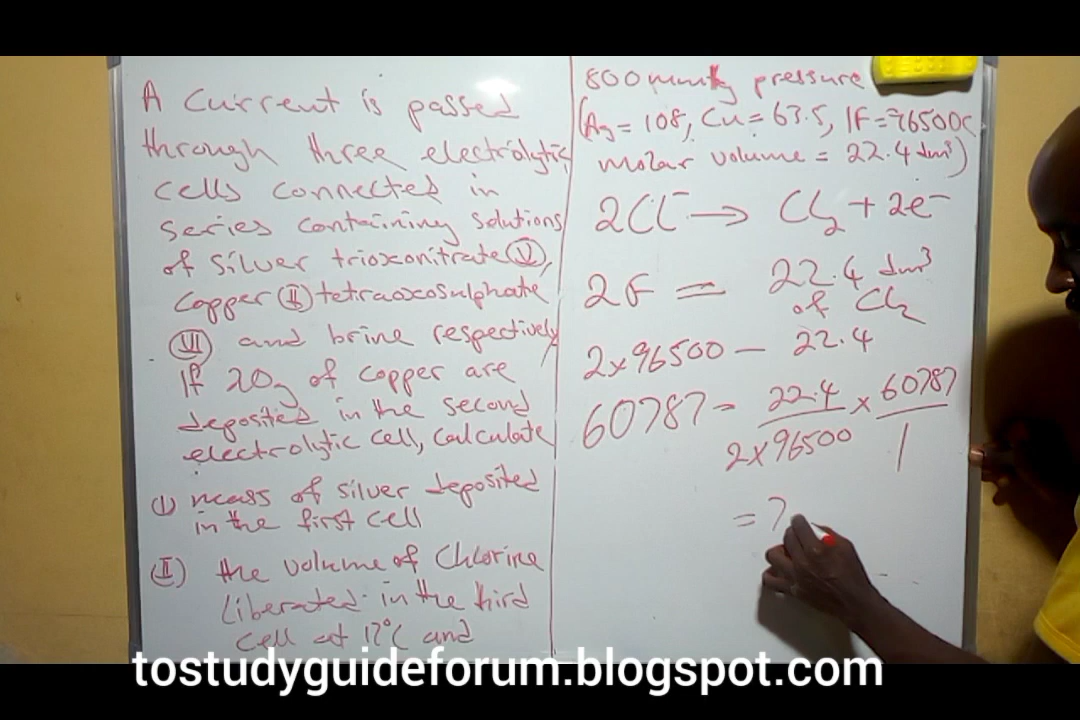 A Current is passed
through three electrolytic
cells connected in
series containing solutions
of silver trioxonitrate (V),
Copper (II) tetraoxosulphate
(VI) and brine respectively
If 20g of copper are
deposited in the second
electrolytic cell, calculate
(I) mass of silver deposited
in the first cell
(II) the volume of Chlorine
liberated in the third
cell at 17°C and
800mmHg pressure
(Ag = 108, Cu = 63.5, 1F = 96500C
molar volume = 22.4 dm³)
2Cl⁻ → Cl₂ + 2e⁻
2F = 22.4 dm³
of Cl₂
2×96500 – 22.4
60787 – 22.4/2×96500 × 60787/1
= 7
tostudyguideforum.blogspot.com